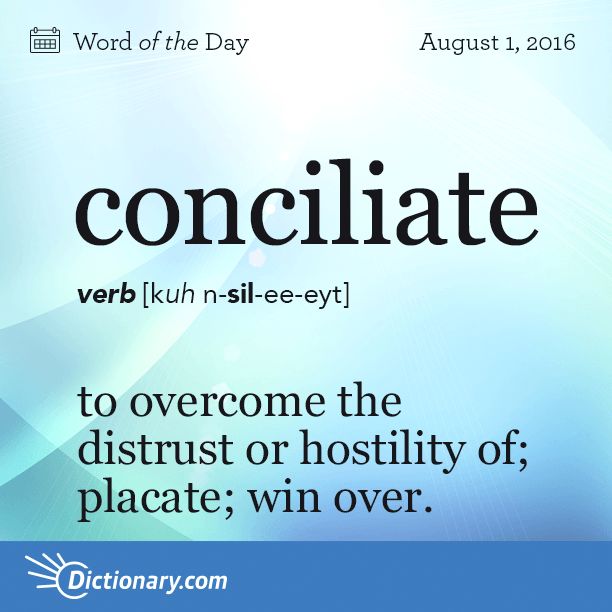 Word of the Day
August 1, 2016
conciliate
verb [kuh n-sil-ee-eyt]
to overcome the
distrust or hostility of;
placate; win over.
Dictionary.com